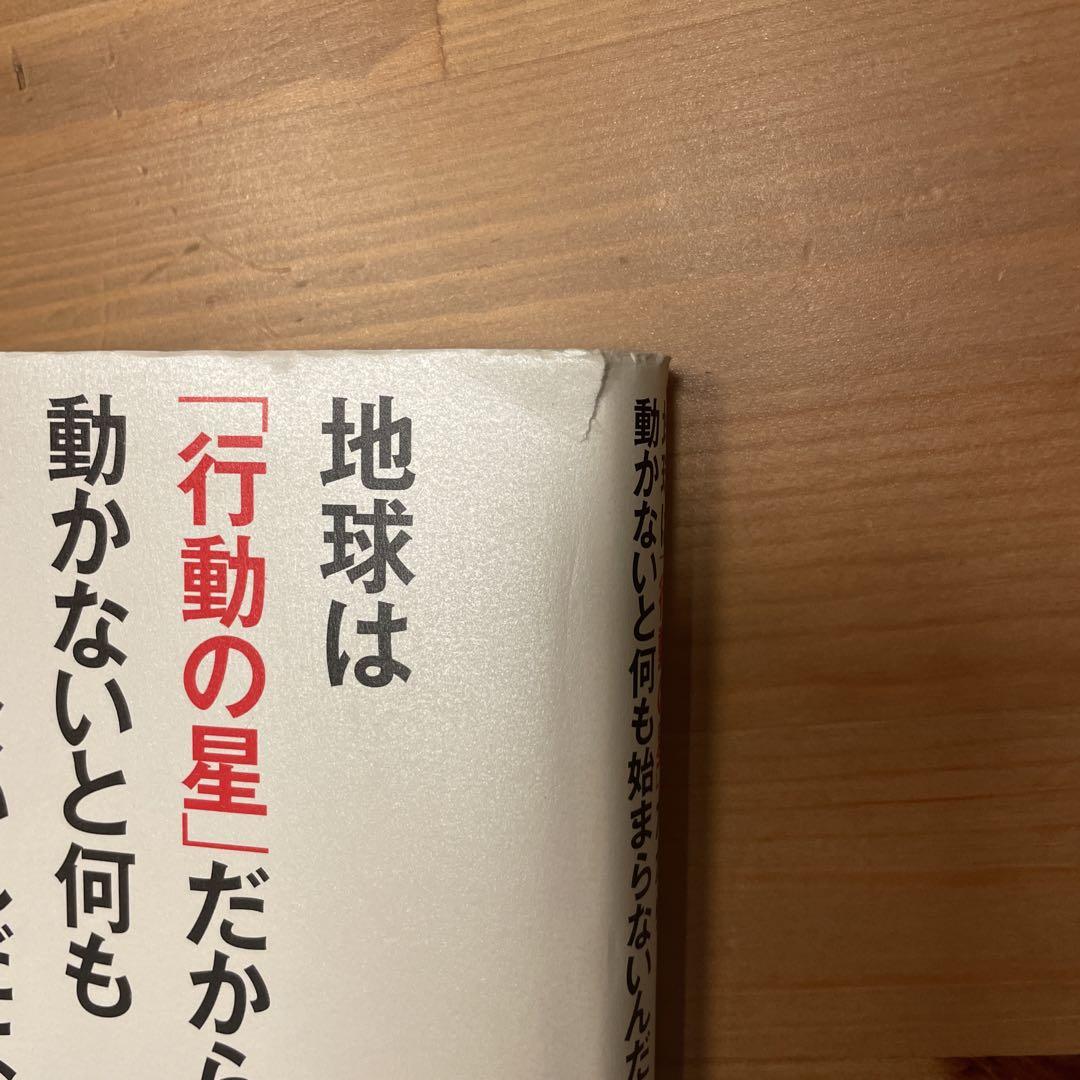 地球は
「行動の星」だから
動かないと何も
動かないと何も始まらないんだ